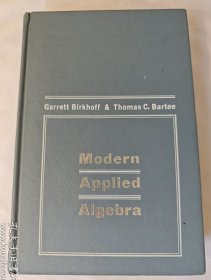 Garrett Birkhoff & Thomas C. Bartee
Modern
Applied
Algebra